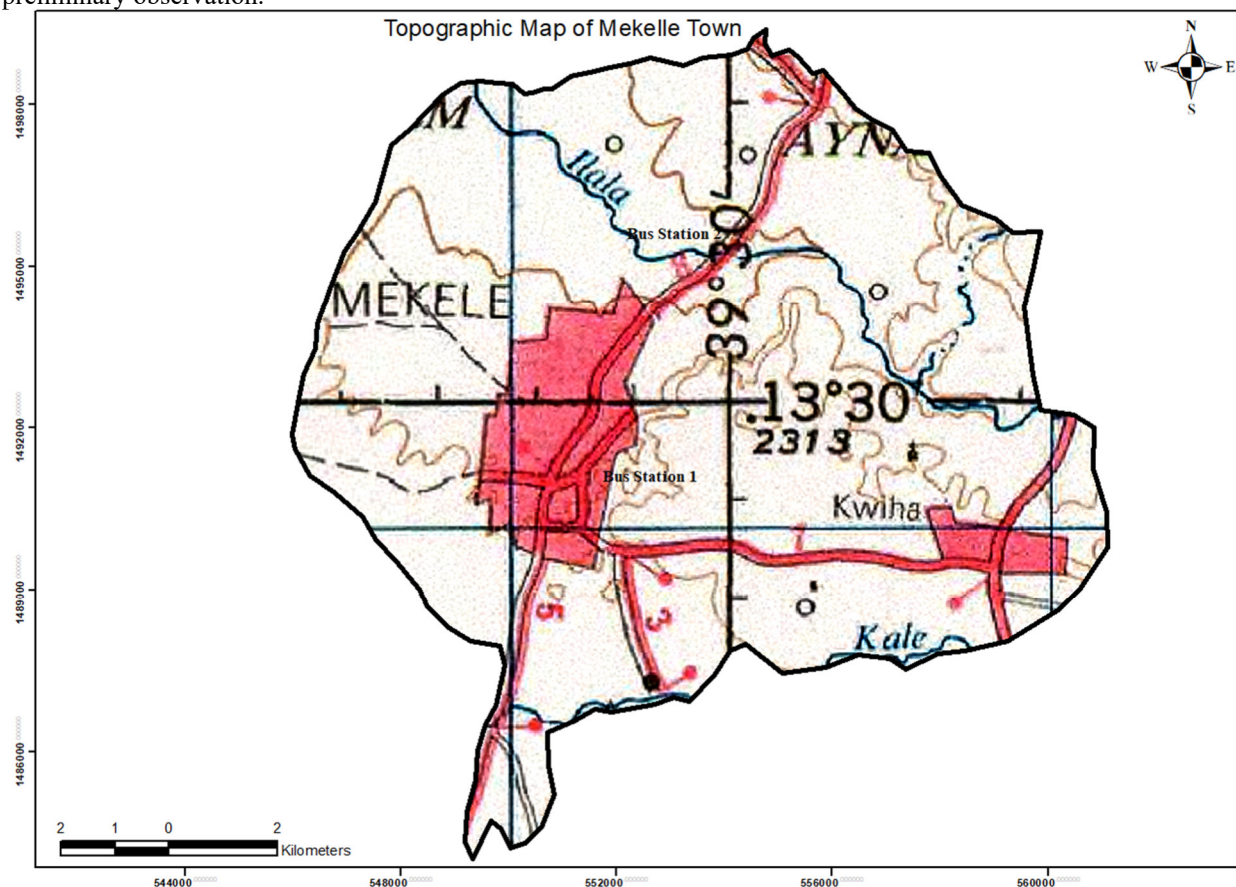 preliminary observation.
Topographic Map of Mekelle Town
N
W E
S
M
AYNA
Ilala
Bus Station 2
39°30
MEKELE
13°30
2313
Bus Station 1
Kwiha
1
5
3
Kale
1498000
1495000
1492000
1489000
1486000
2 1 0 2
Kilometers
544000 548000 552000 556000 560000